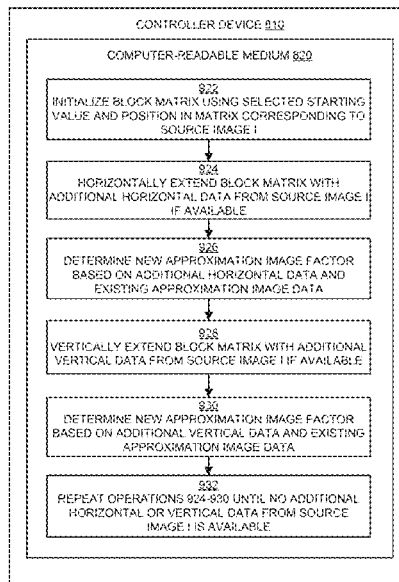 CONTROLLER DEVICE 910
COMPUTER-READABLE MEDIUM 920
922
INITIALIZE BLOCK MATRIX USING SELECTED STARTING
VALUE AND POSITION IN MATRIX CORRESPONDING TO
SOURCE IMAGE I
924
HORIZONTALLY EXTEND BLOCK MATRIX WITH
ADDITIONAL HORIZONTAL DATA FROM SOURCE IMAGE I
IF AVAILABLE
926
DETERMINE NEW APPROXIMATION IMAGE FACTOR
BASED ON ADDITIONAL HORIZONTAL DATA AND
EXISTING APPROXIMATION IMAGE DATA
928
VERTICALLY EXTEND BLOCK MATRIX WITH ADDITIONAL
VERTICAL DATA FROM SOURCE IMAGE I IF AVAILABLE
930
DETERMINE NEW APPROXIMATION IMAGE FACTOR
BASED ON ADDITIONAL VERTICAL DATA AND EXISTING
APPROXIMATION IMAGE DATA
932
REPEAT OPERATIONS 924-930 UNTIL NO ADDITIONAL
HORIZONTAL OR VERTICAL DATA FROM SOURCE
IMAGE I IS AVAILABLE